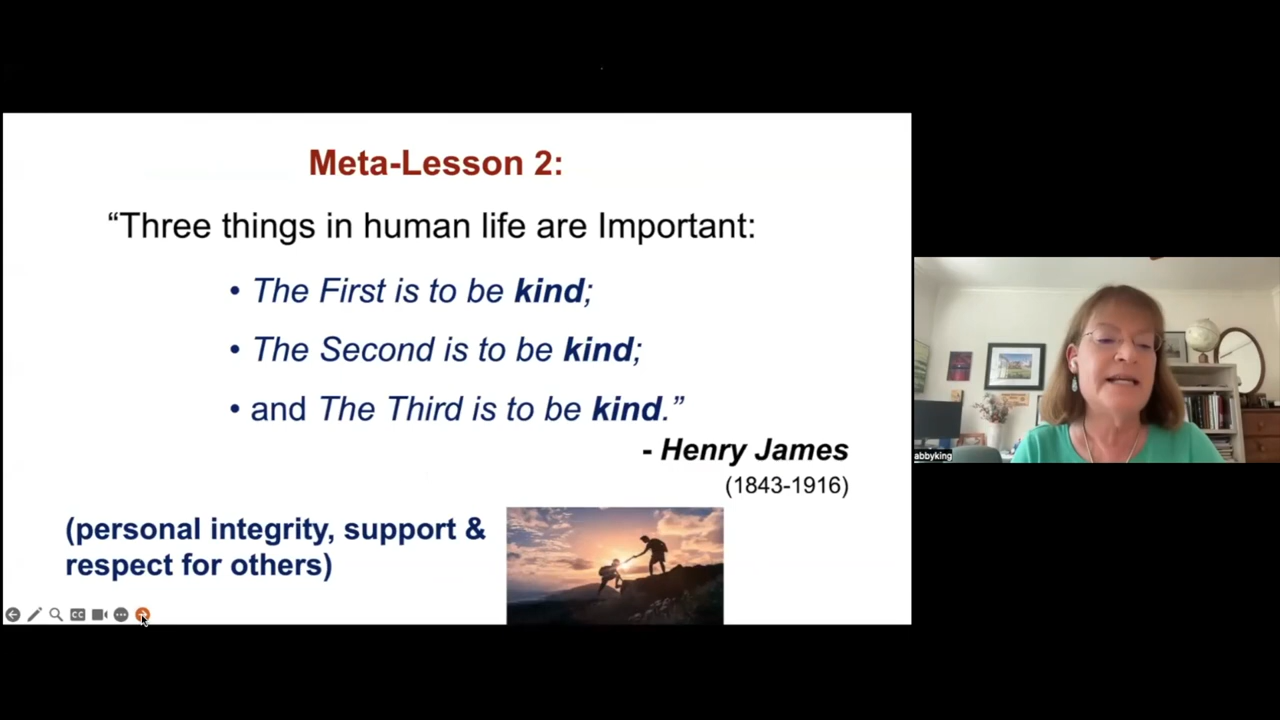 Meta-Lesson 2:
“Three things in human life are Important:
• The First is to be kind;
• The Second is to be kind;
• and The Third is to be kind.”
- Henry James
(1843-1916)
(personal integrity, support &
respect for others)
CC
abbyking